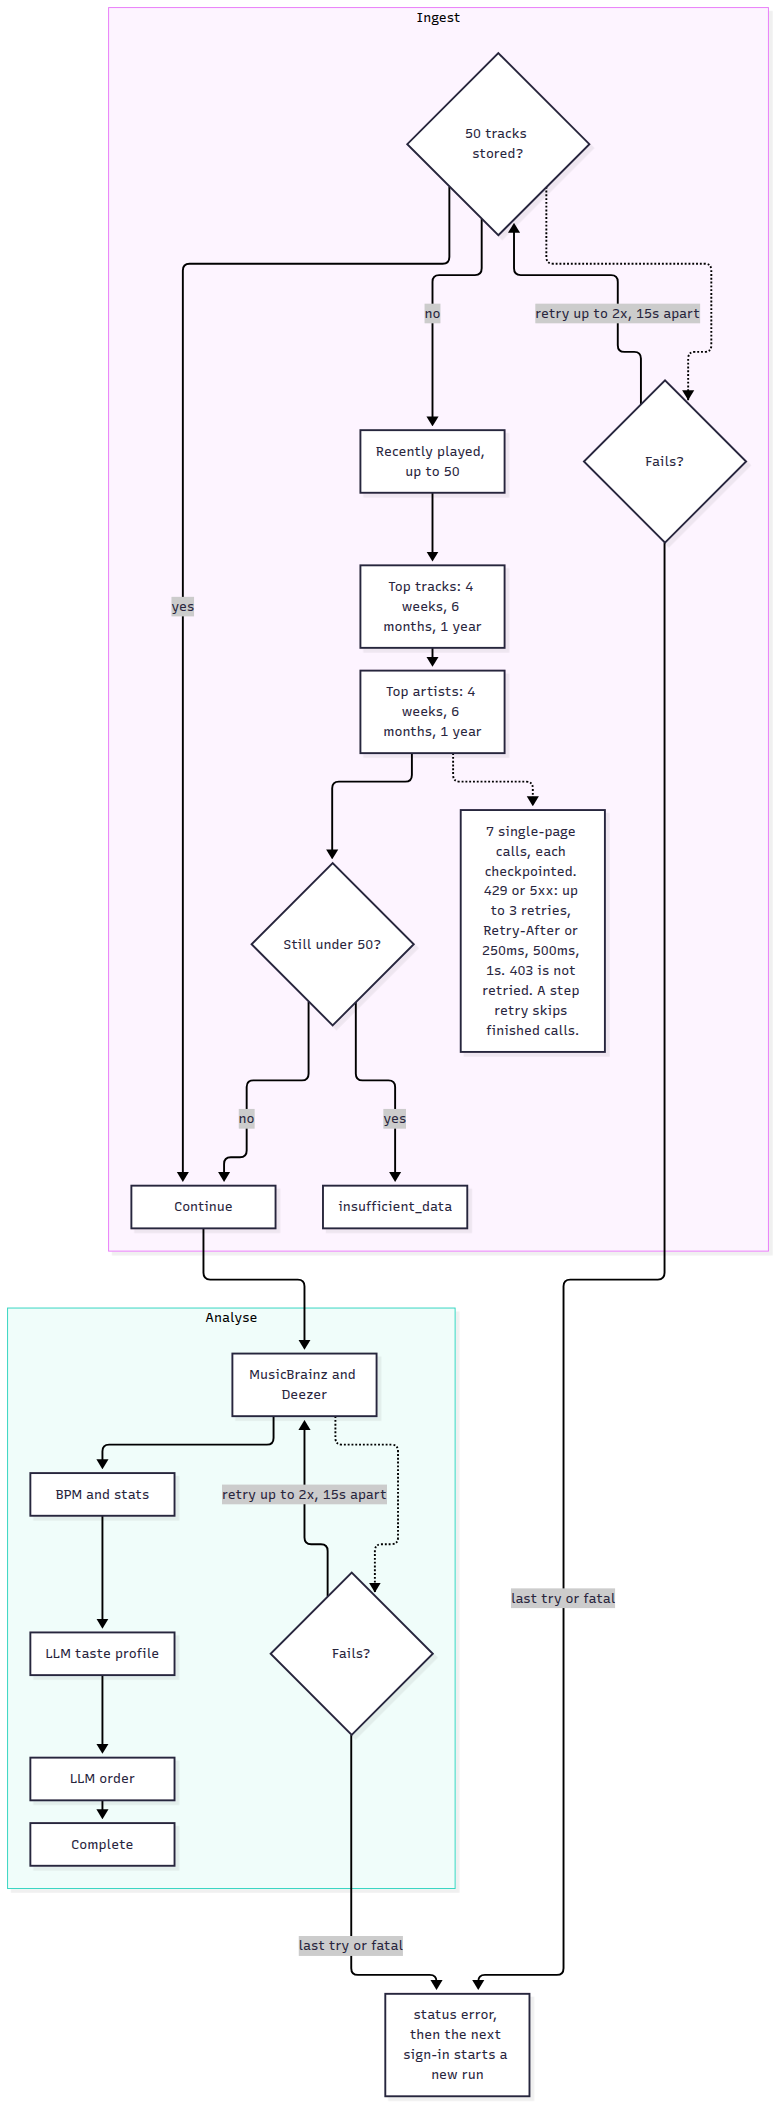 Ingest
50 tracks
stored?
no
retry up to 2x, 15s apart
Recently played,
up to 50
Fails?
yes
Top tracks: 4
weeks, 6
months, 1 year
Top artists: 4
weeks, 6
months, 1 year
7 single-page
calls, each
checkpointed.
429 or 5xx: up
to 3 retries,
Retry-After or
250ms, 500ms,
1s. 403 is not
retried. A step
retry skips
finished calls.
Still under 50?
no
yes
Continue
insufficient_data
Analyse
MusicBrainz and
Deezer
BPM and stats
retry up to 2x, 15s apart
last try or fatal
LLM taste profile
Fails?
LLM order
Complete
last try or fatal
status error,
then the next
sign-in starts a
new run